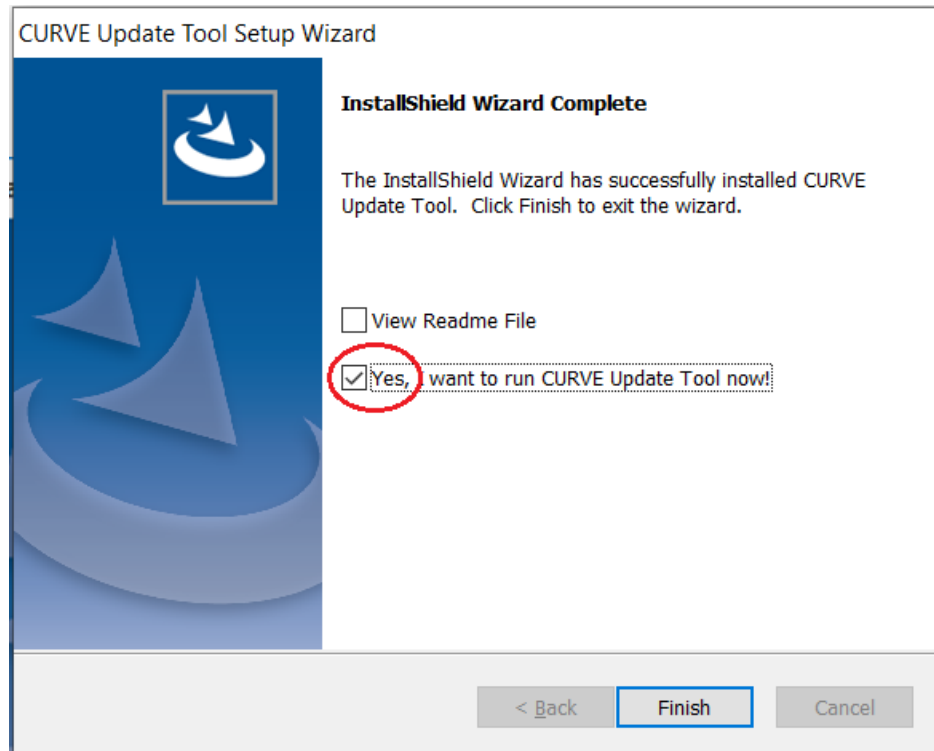 CURVE Update Tool Setup Wizard
InstallShield Wizard Complete
The InstallShield Wizard has successfully installed CURVE
Update Tool. Click Finish to exit the wizard.
View Readme File
Yes, I want to run CURVE Update Tool now!
< Back
Finish
Cancel